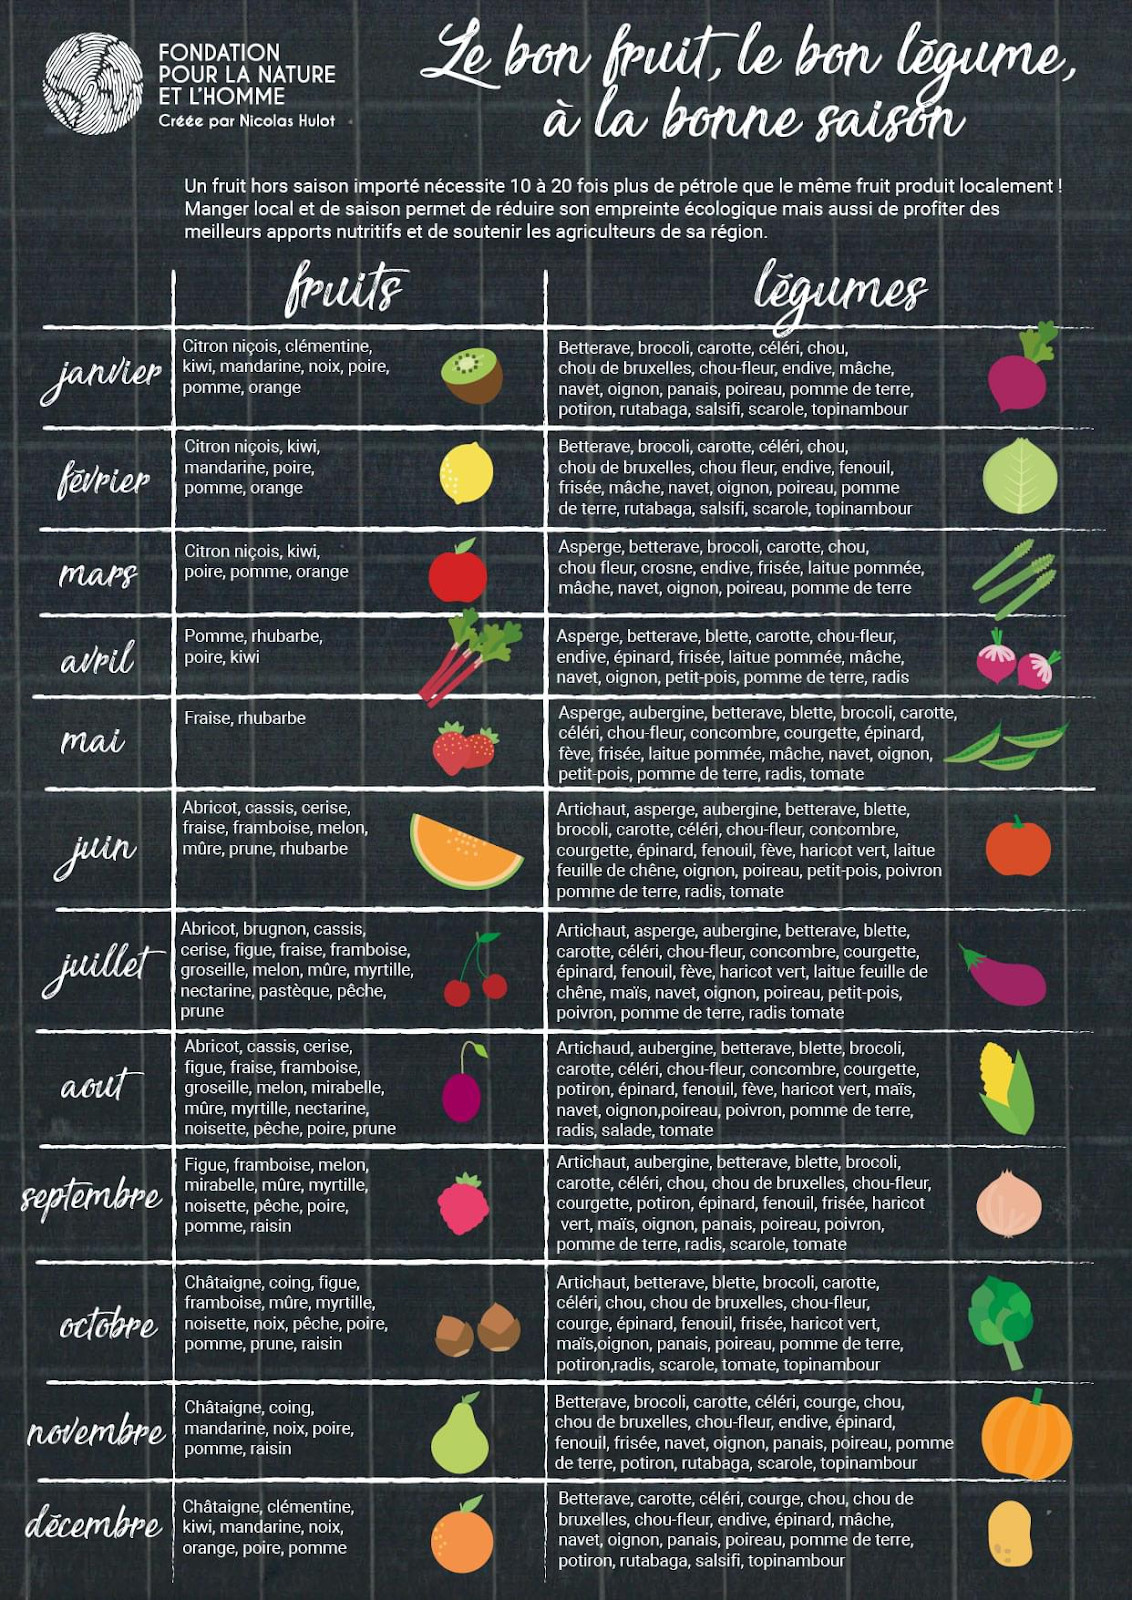 FONDATION
POUR LA NATURE
ET L'HOMME
Créée par Nicolas Hulot
Le bon fruit, le bon légume,
à la bonne saison
Un fruit hors saison importé nécessite 10 à 20 fois plus de pétrole que le même fruit produit localement !
Manger local et de saison permet de réduire son empreinte écologique mais aussi de profiter des
meilleurs apports nutritifs et de soutenir les agriculteurs de sa région.
fruits
légumes
janvier
Citron niçois, clémentine,
kiwi, mandarine, noix, poire,
pomme, orange
Betterave, brocoli, carotte, céléri, chou,
chou de bruxelles, chou-fleur, endive, mâche,
navet, oignon, panais, poireau, pomme de terre,
potiron, rutabaga, salsifi, scarole, topinambour
février
Citron niçois, kiwi,
mandarine, poire,
pomme, orange
Betterave, brocoli, carotte, céléri, chou,
chou de bruxelles, chou fleur, endive, fenouil,
frisée, mâche, navet, oignon, poireau, pomme
de terre, rutabaga, salsifi, scarole, topinambour
mars
Citron niçois, kiwi,
poire, pomme, orange
Asperge, betterave, brocoli, carotte, chou,
chou fleur, crosne, endive, frisée, laitue pommée,
mâche, navet, oignon, poireau, pomme de terre
avril
Pomme, rhubarbe,
poire, kiwi
Asperge, betterave, blette, carotte, chou-fleur,
endive, épinard, frisée, laitue pommée, mâche,
navet, oignon, petit-pois, pomme de terre, radis
mai
Fraise, rhubarbe
Asperge, aubergine, betterave, blette, brocoli, carotte,
céléri, chou-fleur, concombre, courgette, épinard,
fève, frisée, laitue pommée, mâche, navet, oignon,
petit-pois, pomme de terre, radis, tomate
juin
Abricot, cassis, cerise,
fraise, framboise, melon,
mûre, prune, rhubarbe
Artichaut, asperge, aubergine, betterave, blette,
brocoli, carotte, céléri, chou-fleur, concombre,
courgette, épinard, fenouil, fève, haricot vert, laitue
feuille de chêne, oignon, poireau, petit-pois, poivron
pomme de terre, radis, tomate
juillet
Abricot, brugnon, cassis,
cerise, figue, fraise, framboise,
groseille, melon, mûre, myrtille,
nectarine, pastèque, pêche,
prune
Artichaut, asperge, aubergine, betterave, blette,
carotte, céléri, chou-fleur, concombre, courgette,
épinard, fenouil, fève, haricot vert, laitue feuille de
chêne, maïs, navet, oignon, poireau, petit-pois,
poivron, pomme de terre, radis tomate
aout
Abricot, cassis, cerise,
figue, fraise, framboise,
groseille, melon, mirabelle,
mûre, myrtille, nectarine,
noisette, pêche, poire, prune
Artichaud, aubergine, betterave, blette, brocoli,
carotte, céléri, chou-fleur, concombre, courgette,
potiron, épinard, fenouil, fève, haricot vert, maïs,
navet, oignon,poireau, poivron, pomme de terre,
radis, salade, tomate
septembre
Figue, framboise, melon,
mirabelle, mûre, myrtille,
noisette, pêche, poire,
pomme, raisin
Artichaut, aubergine, betterave, blette, brocoli,
carotte, céléri, chou, chou de bruxelles, chou-fleur,
courgette, potiron, épinard, fenouil, frisée, haricot
vert, maïs, oignon, panais, poireau, poivron,
pomme de terre, radis, scarole, tomate
octobre
Châtaigne, coing, figue,
framboise, mûre, myrtille,
noisette, noix, pêche, poire,
pomme, prune, raisin
Artichaut, betterave, blette, brocoli, carotte,
céléri, chou, chou de bruxelles, chou-fleur,
courge, épinard, fenouil, frisée, haricot vert,
maïs,oignon, panais, poireau, pomme de terre,
potiron,radis, scarole, tomate, topinambour
novembre
Châtaigne, coing,
mandarine, noix, poire,
pomme, raisin
Betterave, brocoli, carotte, céléri, courge, chou,
chou de bruxelles, chou-fleur, endive, épinard,
fenouil, frisée, navet, oignon, panais, poireau, pomme
de terre, potiron, rutabaga, scarole, topinambour
décembre
Châtaigne, clémentine,
kiwi, mandarine, noix,
orange, poire, pomme
Betterave, carotte, céléri, courge, chou, chou de
bruxelles, chou-fleur, endive, épinard, mâche,
navet, oignon, panais, poireau, pomme de terre,
potiron, rutabaga, salsifi, topinambour